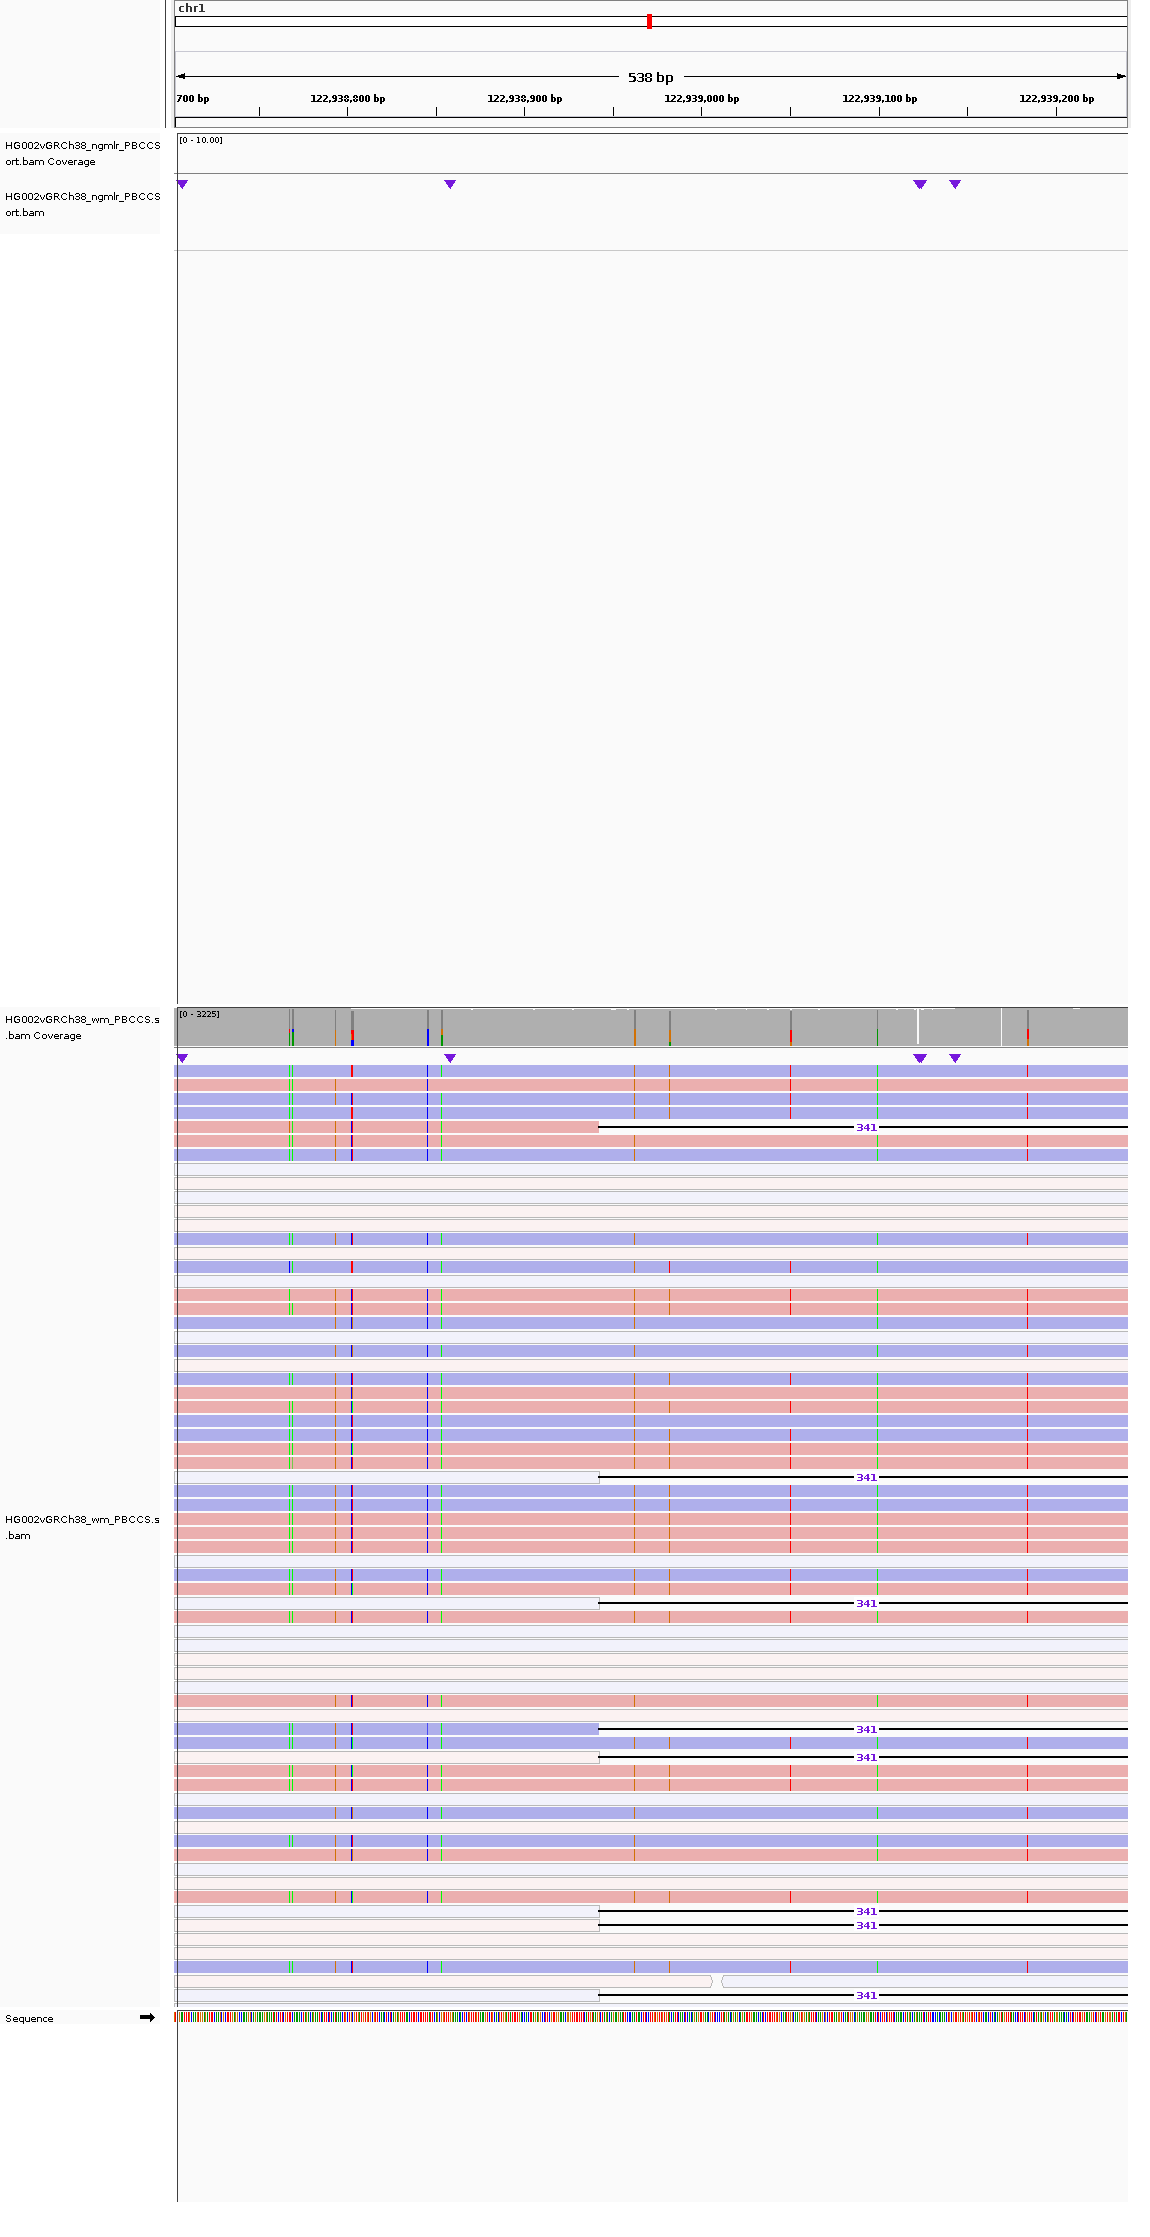 chr1
538 bp
700 bp 122,938,800 bp 122,938,900 bp 122,939,000 bp 122,939,100 bp 122,939,200 bp
HG002vGRCh38_ngmlr_PBCCS
ort.bam Coverage
[0 - 10.00]
HG002vGRCh38_ngmlr_PBCCS
ort.bam
HG002vGRCh38_wm_PBCCS.s
.bam Coverage
[0 - 3225]
341
341
HG002vGRCh38_wm_PBCCS.s
.bam
341
341
341
341
341
341
Sequence